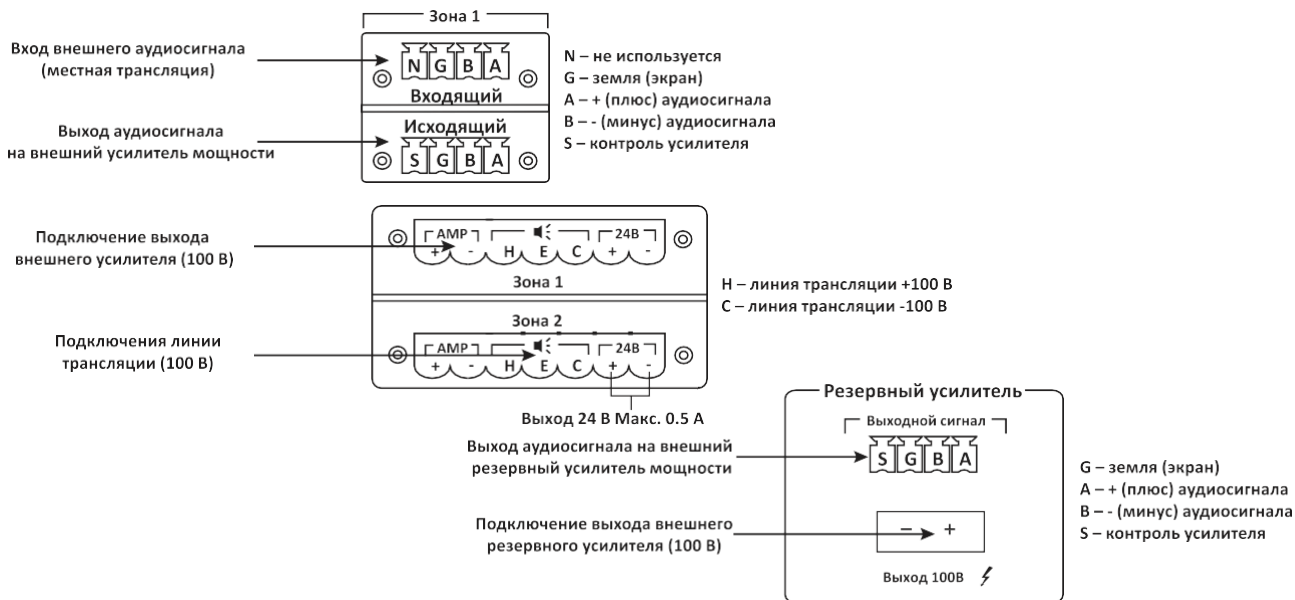 Зона 1
Вход внешнего аудиосигнала
(местная трансляция)
N G B A
Входящий
N – не используется
G – земля (экран)
A – + (плюс) аудиосигнала
B – - (минус) аудиосигнала
S – контроль усилителя
Выход аудиосигнала
на внешний усилитель мощности
Исходящий
S G B A
Подключение выхода
внешнего усилителя (100 В)
AMP 24В
+ - H E C + -
Зона 1
H – линия трансляции +100 В
C – линия трансляции -100 В
Зона 2
Подключения линии
трансляции (100 В)
AMP 24В
+ - H E C + -
Выход 24 В Макс. 0.5 А
Резервный усилитель
Выходной сигнал
Выход аудиосигнала на внешний
резервный усилитель мощности
S G B A
G – земля (экран)
A – + (плюс) аудиосигнала
B – - (минус) аудиосигнала
S – контроль усилителя
Подключение выхода внешнего
резервного усилителя (100 В)
– +
Выход 100В